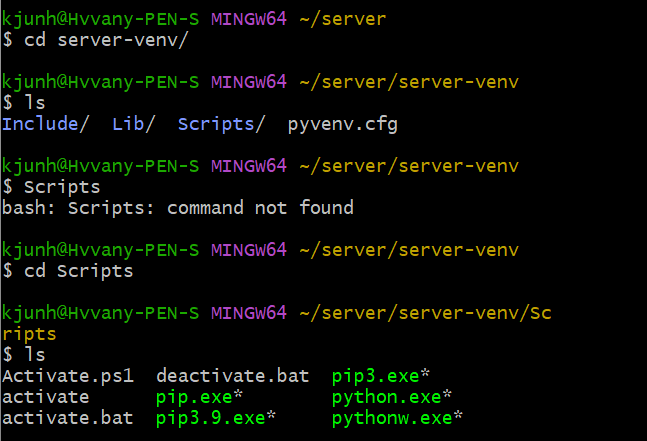 kjunh@Hvvany-PEN-S MINGW64 ~/server
$ cd server-venv/
kjunh@Hvvany-PEN-S MINGW64 ~/server/server-venv
$ ls
Include/  Lib/  Scripts/  pyvenv.cfg
kjunh@Hvvany-PEN-S MINGW64 ~/server/server-venv
$ Scripts
bash: Scripts: command not found
kjunh@Hvvany-PEN-S MINGW64 ~/server/server-venv
$ cd Scripts
kjunh@Hvvany-PEN-S MINGW64 ~/server/server-venv/Sc
ripts
$ ls
Activate.ps1  deactivate.bat  pip3.exe*
activate      pip.exe*        python.exe*
activate.bat  pip3.9.exe*     pythonw.exe*